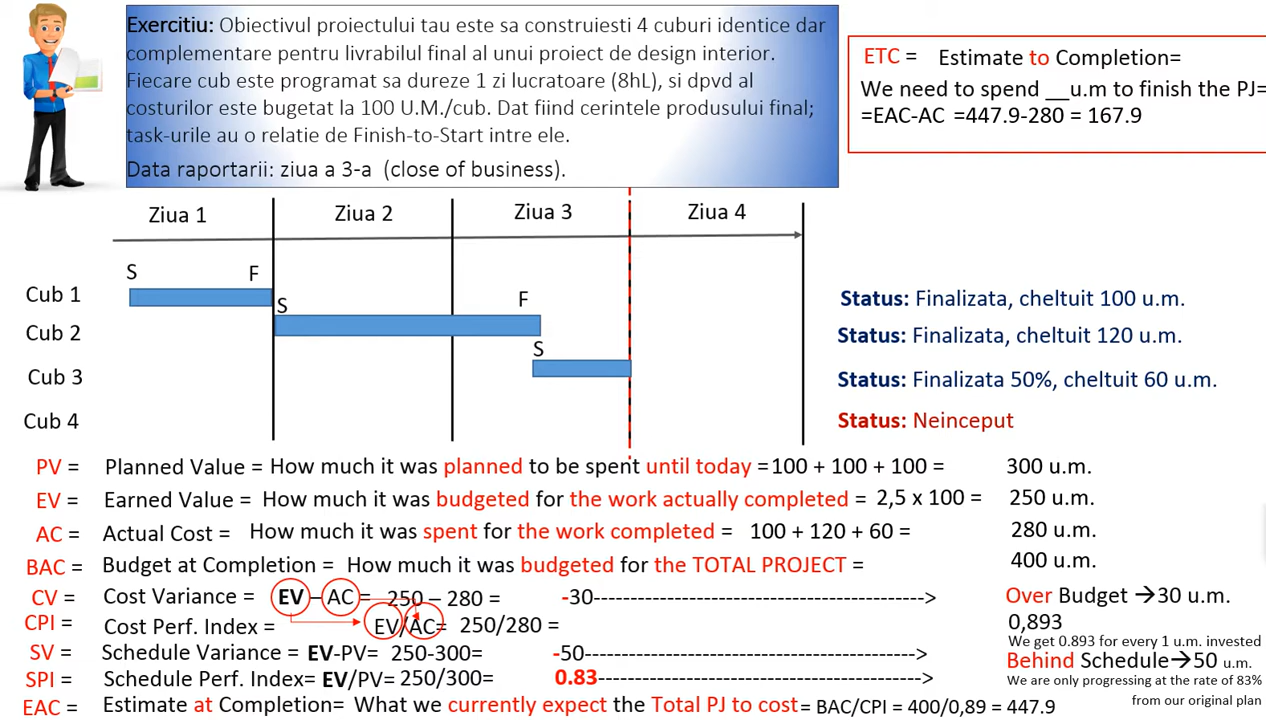 Exercitiu: Obiectivul proiectului tau este sa construiesti 4 cuburi identice dar
complementare pentru livrabilul final al unui proiect de design interior.
Fiecare cub este programat sa dureze 1 zi lucratoare (8hL), si dpvd al
costurilor este bugetat la 100 U.M./cub. Dat fiind cerintele produsului final;
task-urile au o relatie de Finish-to-Start intre ele.
Data raportarii: ziua a 3-a (close of business).
ETC = Estimate to Completion=
We need to spend __u.m to finish the PJ=
=EAC-AC =447.9-280 = 167.9
Ziua 1 Ziua 2 Ziua 3 Ziua 4
S F
Cub 1 Status: Finalizata, cheltuit 100 u.m.
S F
Cub 2 Status: Finalizata, cheltuit 120 u.m.
S
Cub 3 Status: Finalizata 50%, cheltuit 60 u.m.
Cub 4 Status: Neinceput
PV = Planned Value = How much it was planned to be spent until today =100 + 100 + 100 = 300 u.m.
EV = Earned Value = How much it was budgeted for the work actually completed = 2,5 x 100 = 250 u.m.
AC = Actual Cost = How much it was spent for the work completed = 100 + 120 + 60 = 280 u.m.
BAC = Budget at Completion = How much it was budgeted for the TOTAL PROJECT = 400 u.m.
CV = Cost Variance = EV – AC = 250 – 280 = -30 Over Budget →30 u.m.
CPI = Cost Perf. Index = EV/AC= 250/280 = 0,893
We get 0.893 for every 1 u.m. invested
SV = Schedule Variance = EV-PV= 250-300= -50 Behind Schedule→50 u.m.
SPI = Schedule Perf. Index= EV/PV= 250/300= 0.83 We are only progressing at the rate of 83%
from our original plan
EAC = Estimate at Completion= What we currently expect the Total PJ to cost = BAC/CPI = 400/0,89 = 447.9